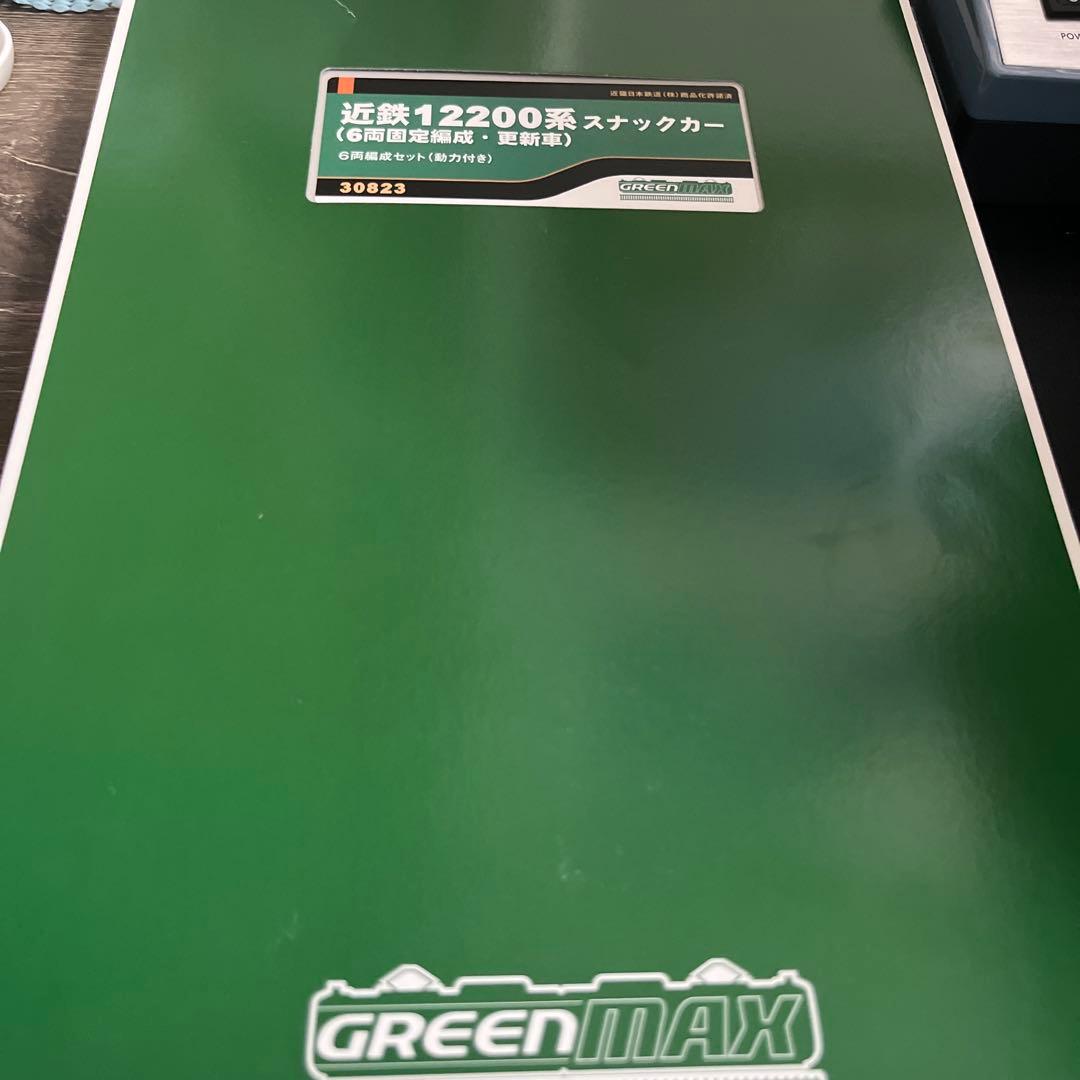 POW
近畿日本鉄道(株)商品化許諾済
近鉄12200系 スナックカー
(6両固定編成・更新車)
6両編成セット(動力付き)
30823
GREENMAX
GREENMAX